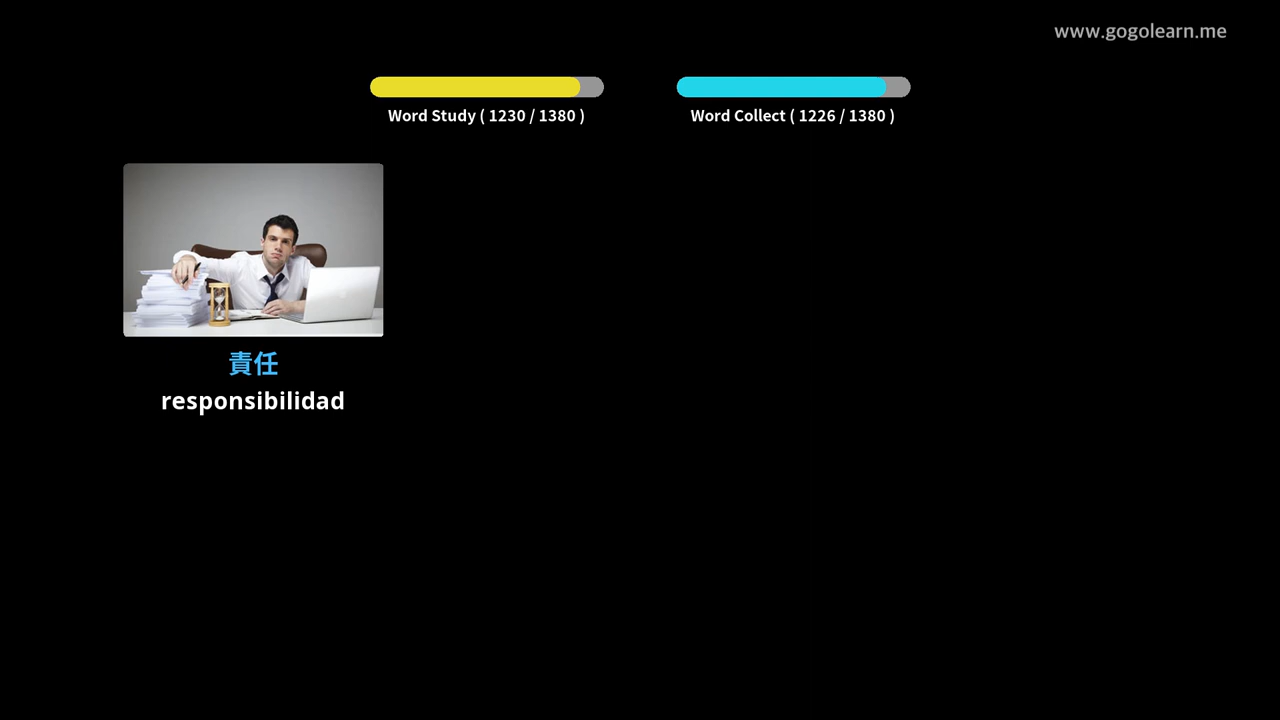 www.gogolearn.me
Word Study ( 1230 / 1380 )
Word Collect ( 1226 / 1380 )
責任
responsibilidad